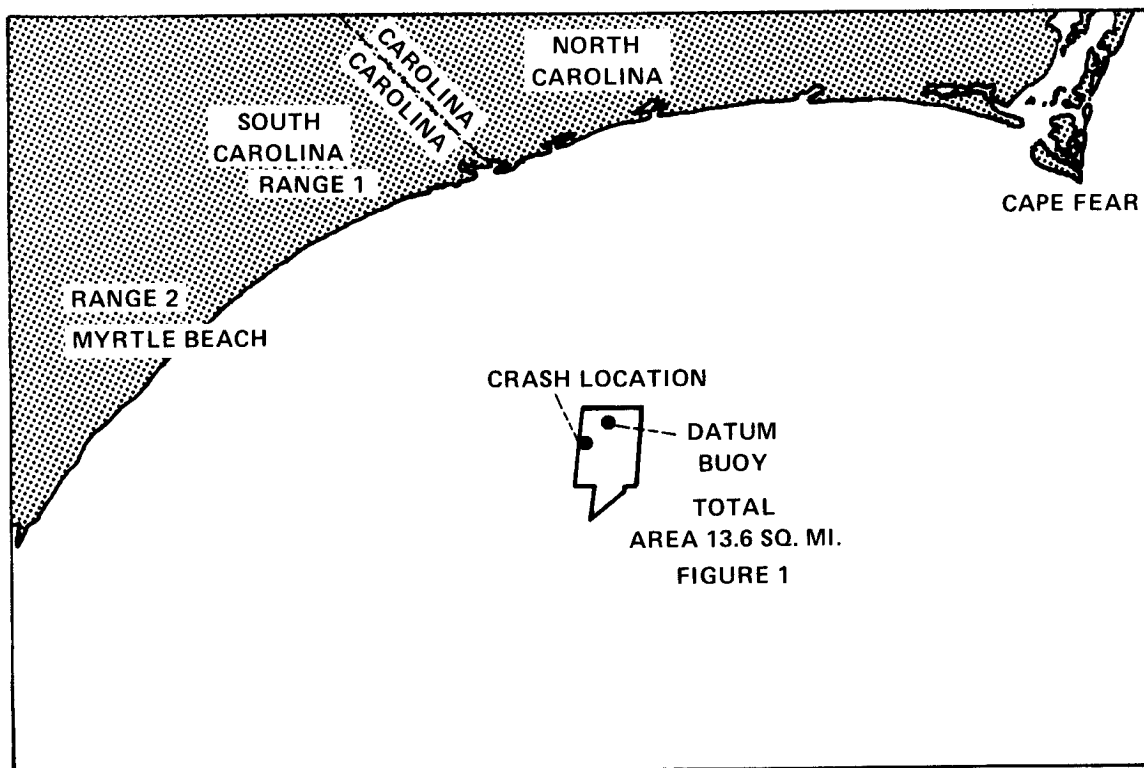 CAROLINA
CAROLINA
NORTH
CAROLINA
SOUTH
CAROLINA
RANGE 1
CAPE FEAR
RANGE 2
MYRTLE BEACH
CRASH LOCATION
DATUM
BUOY
TOTAL
AREA 13.6 SQ. MI.
FIGURE 1